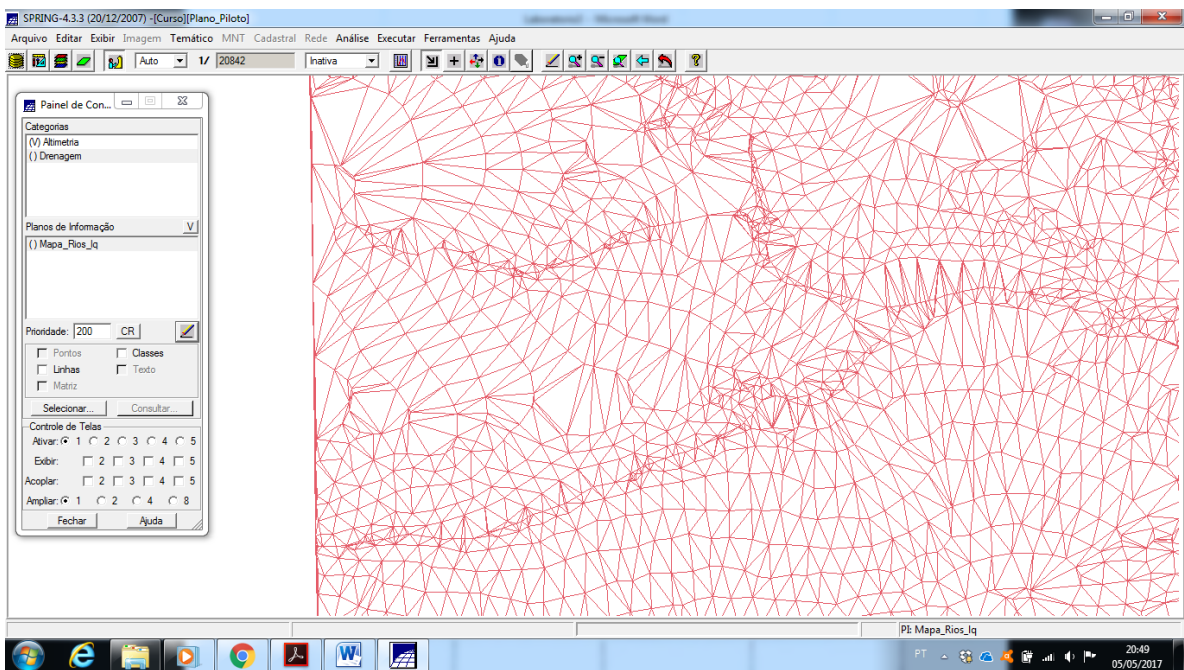 SPRING-4.3.3 (20/12/2007) -[Curso][Plano_Piloto]
Laboratorio2 - Microsoft Word
Arquivo Editar Exibir Imagem Temático MNT Cadastral Rede Análise Executar Ferramentas Ajuda
Auto 1/ 20842 Inativa
Painel de Con...
Categorias
(V) Altimetria
( ) Drenagem
Planos de Informação V
( ) Mapa_Rios_lq
Prioridade: 200 CR
Pontos Classes
Linhas Texto
Matriz
Selecionar... Consultar...
Controle de Telas
Ativar: 1 2 3 4 5
Exibir: 2 3 4 5
Acoplar: 2 3 4 5
Ampliar: 1 2 4 8
Fechar Ajuda
PI: Mapa_Rios_lq
PT 20:49
05/05/2017